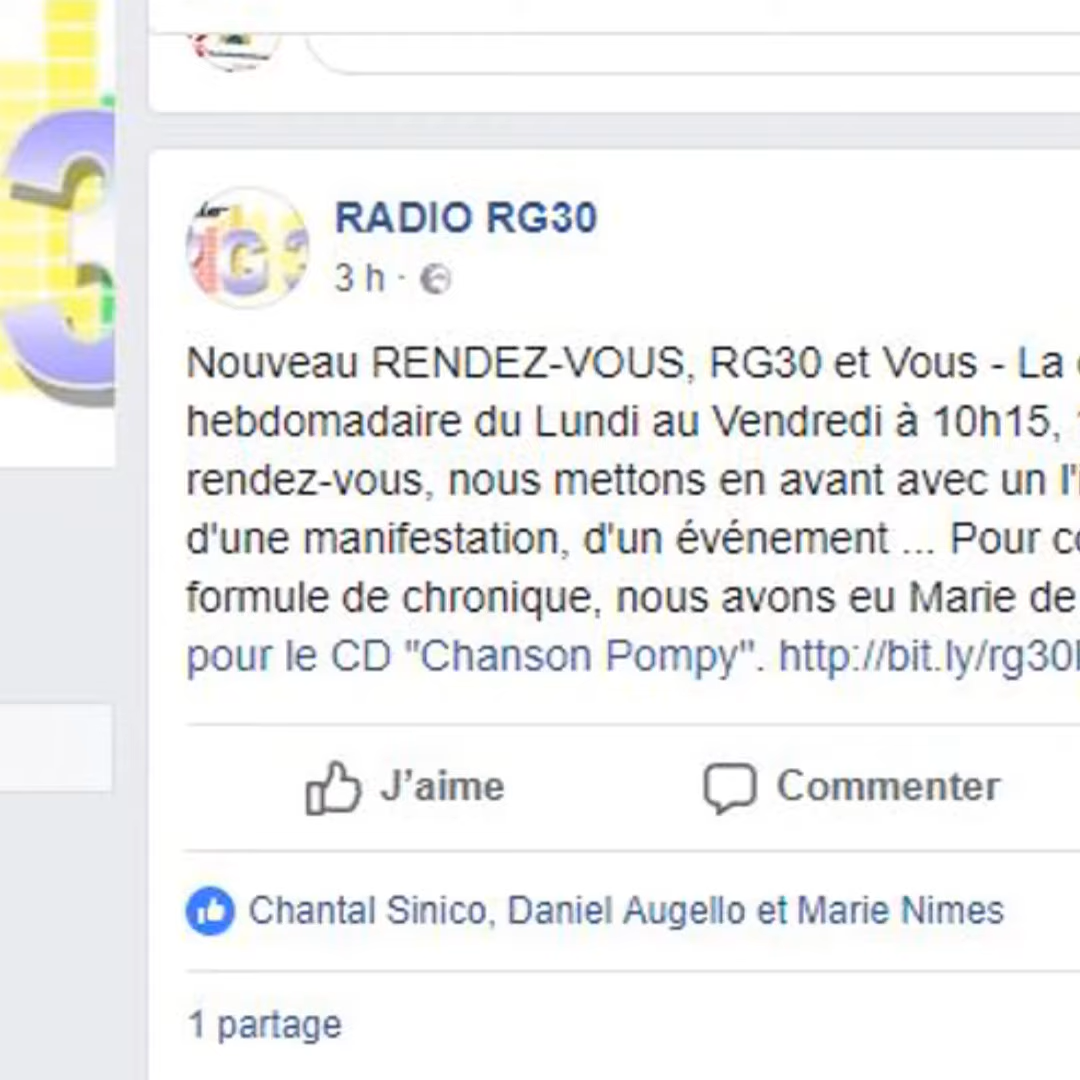 RADIO RG30
3 h ·
Nouveau RENDEZ-VOUS, RG30 et Vous - La
hebdomadaire du Lundi au Vendredi à 10h15,
rendez-vous, nous mettons en avant avec un
d'une manifestation, d'un événement ... Pour
formule de chronique, nous avons eu Marie de
pour le CD "Chanson Pompy". http://bit.ly/rg30
J'aime
Commenter
Chantal Sinico, Daniel Augello et Marie Nimes
1 partage